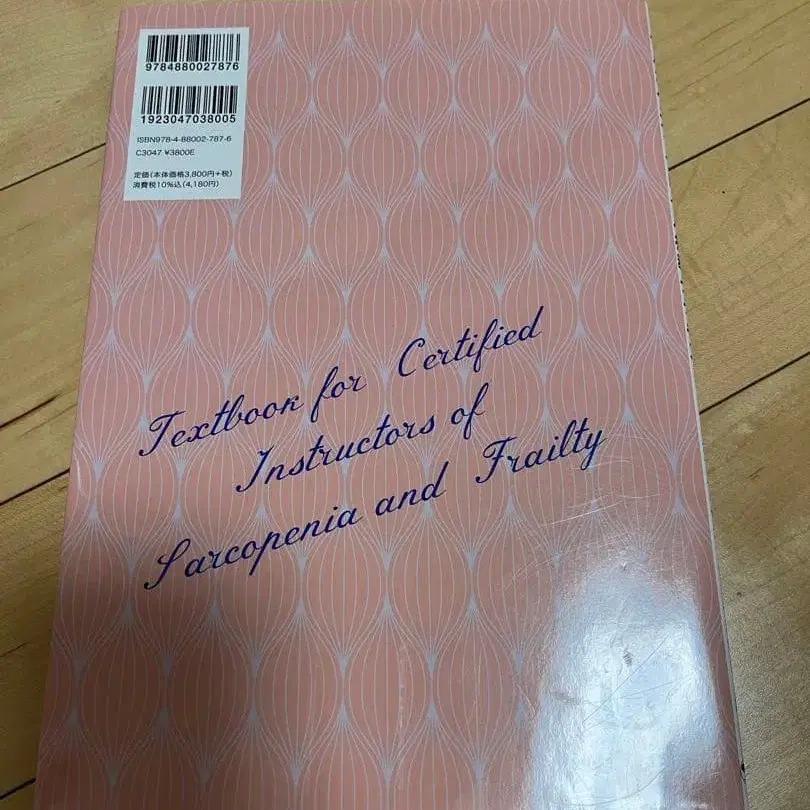 9784880027876
1923047038005
ISBN978-4-88002-787-6
C3047 ¥3800E
定価(本体価格3,800円+税)
消費税10%込(4,180円)
Textbook for Certified
Instructors of
Sarcopenia and Frailty